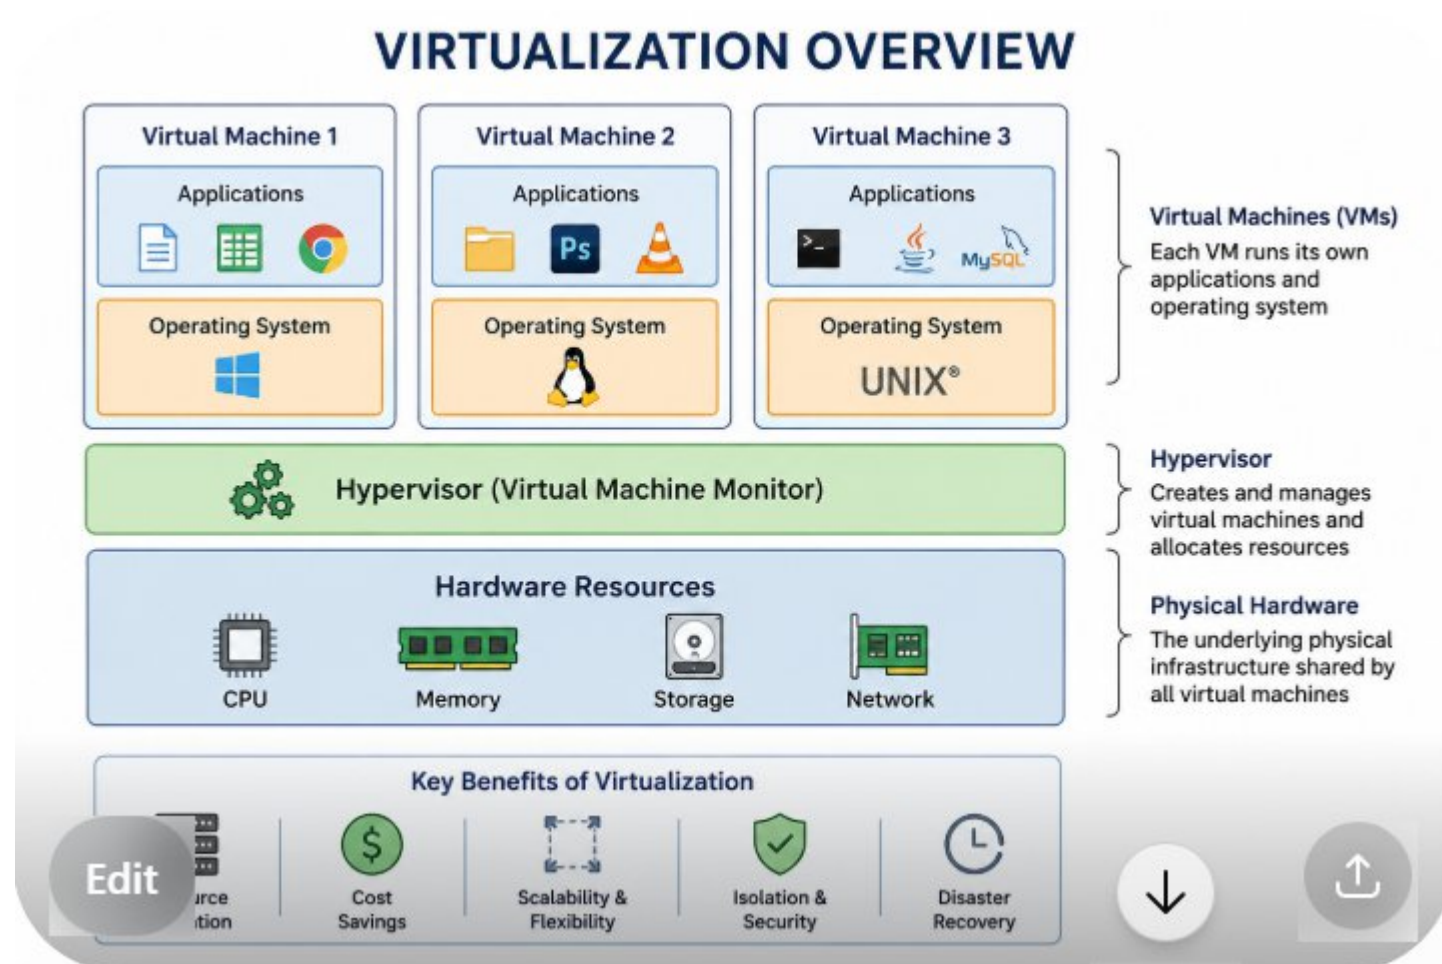 VIRTUALIZATION OVERVIEW
Virtual Machine 1
Applications
Operating System
Virtual Machine 2
Applications
Ps
Operating System
Virtual Machine 3
Applications
>_
MySQL
Operating System
UNIX®
Virtual Machines (VMs)
Each VM runs its own
applications and
operating system
Hypervisor (Virtual Machine Monitor)
Hypervisor
Creates and manages
virtual machines and
allocates resources
Hardware Resources
CPU
Memory
Storage
Network
Physical Hardware
The underlying physical
infrastructure shared by
all virtual machines
Key Benefits of Virtualization
$
Cost
Savings
Scalability &
Flexibility
Isolation &
Security
Disaster
Recovery
Edit